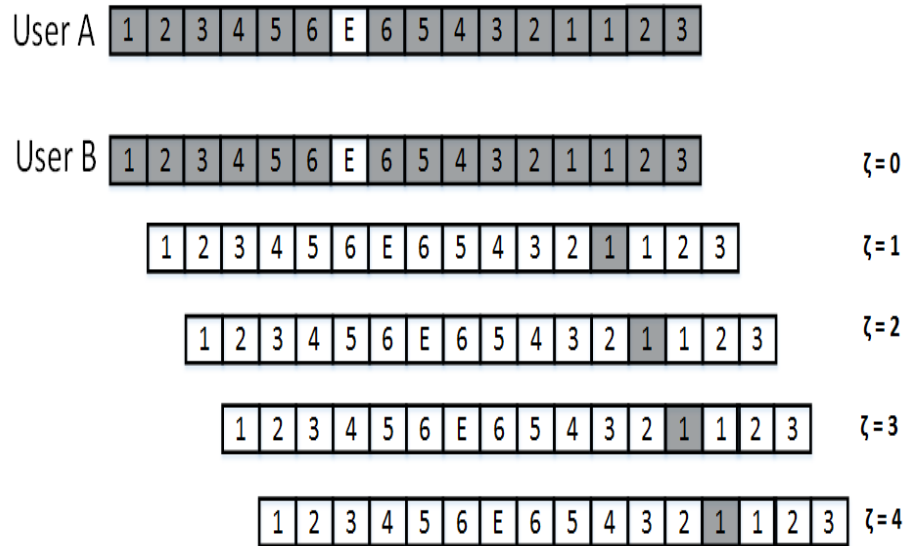 User A 1 2 3 4 5 6 E 6 5 4 3 2 1 1 2 3
User B 1 2 3 4 5 6 E 6 5 4 3 2 1 1 2 3 ζ=0
1 2 3 4 5 6 E 6 5 4 3 2 1 1 2 3 ζ=1
1 2 3 4 5 6 E 6 5 4 3 2 1 1 2 3 ζ=2
1 2 3 4 5 6 E 6 5 4 3 2 1 1 2 3 ζ=3
1 2 3 4 5 6 E 6 5 4 3 2 1 1 2 3 ζ=4